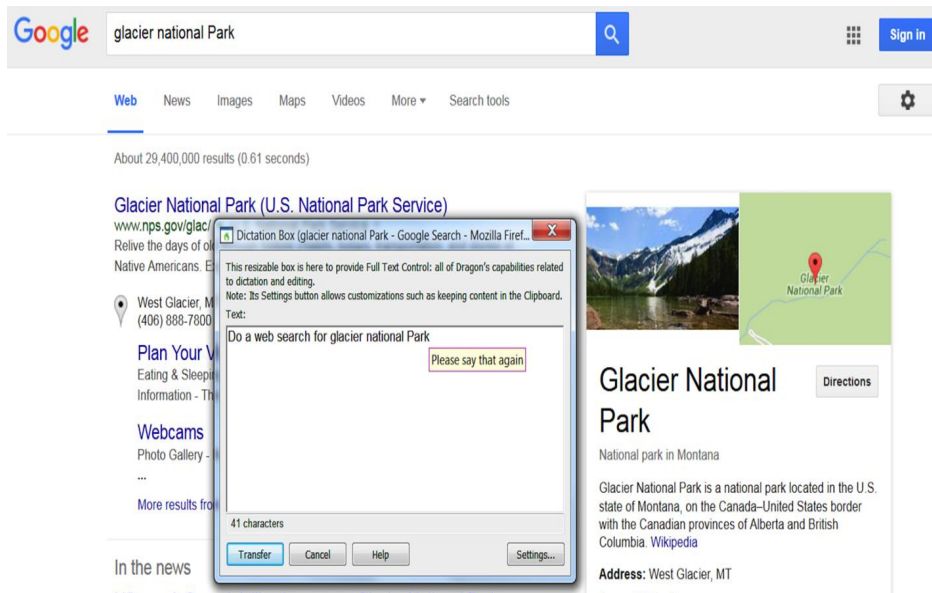 Google
glacier national Park
Sign in
Web News Images Maps Videos More Search tools
About 29,400,000 results (0.61 seconds)
Glacier National Park (U.S. National Park Service)
www.nps.gov/glac/
Relive the days of
Native Americans.
West Glacier,
(406) 888-7800
Plan Your
Eating &
Information -
Webcams
Photo Gallery -
...
More results
In the news
Dictation Box (glacier national Park - Google Search - Mozilla Firef...
This resizable box is here to provide Full Text Control: all of Dragon's capabilities related
to dictation and editing.
Note: Its Settings button allows customizations such as keeping content in the Clipboard.
Text:
Do a web search for glacier national Park
Please say that again
41 characters
Transfer Cancel Help Settings...
Glacier
National Park
Glacier National
Park
Directions
National park in Montana
Glacier National Park is a national park located in the U.S.
state of Montana, on the Canada–United States border
with the Canadian provinces of Alberta and British
Columbia. Wikipedia
Address: West Glacier, MT